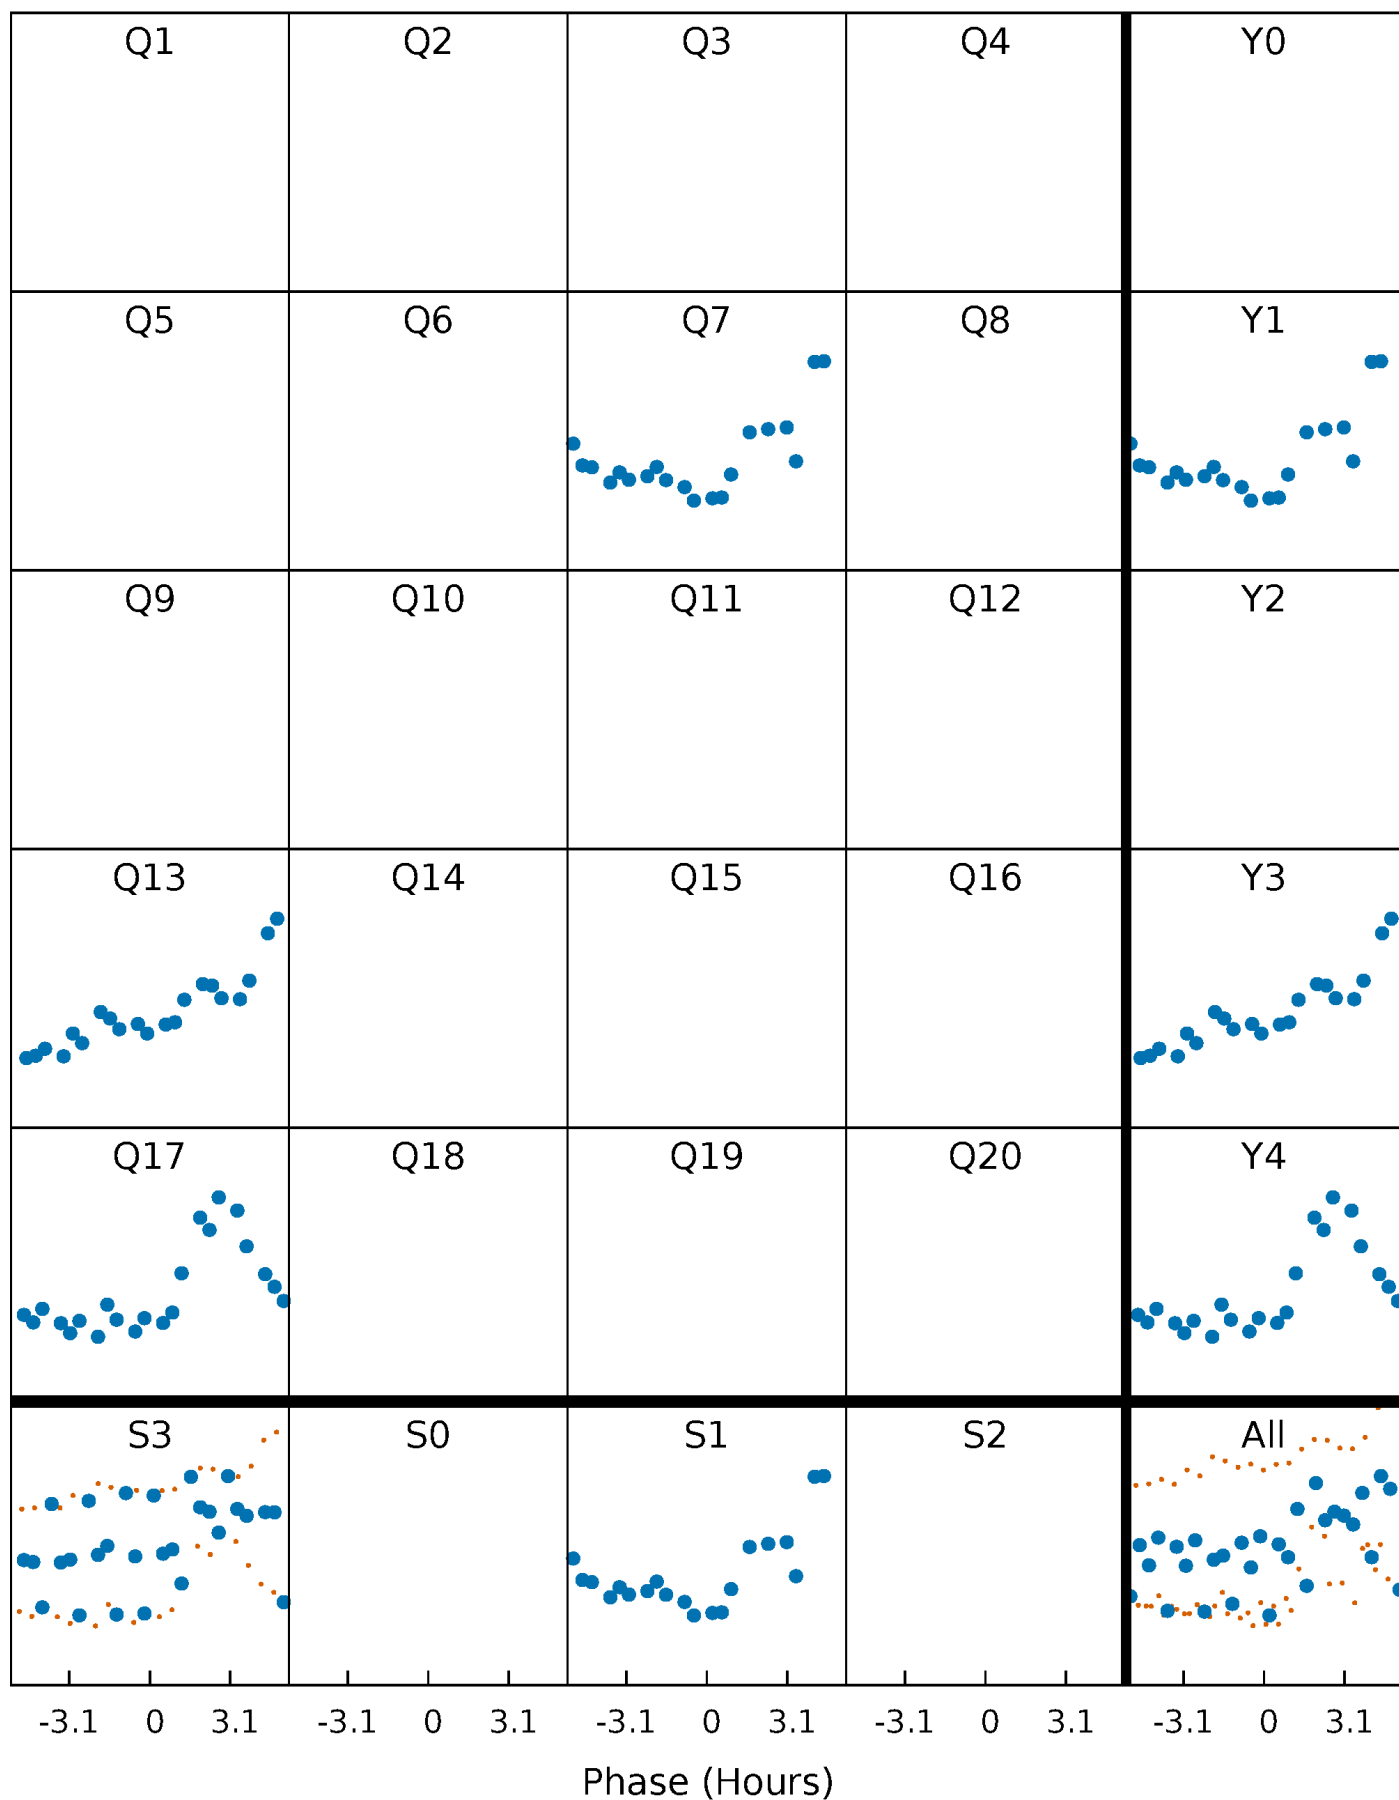 Q1 Q2 Q3 Q4 Y0
Q5 Q6 Q7 Q8 Y1
Q9 Q10 Q11 Q12 Y2
Q13 Q14 Q15 Q16 Y3
Q17 Q18 Q19 Q20 Y4
S3 S0 S1 S2 All
-3.1 0 3.1 -3.1 0 3.1 -3.1 0 3.1 -3.1 0 3.1 -3.1 0 3.1
Phase (Hours)